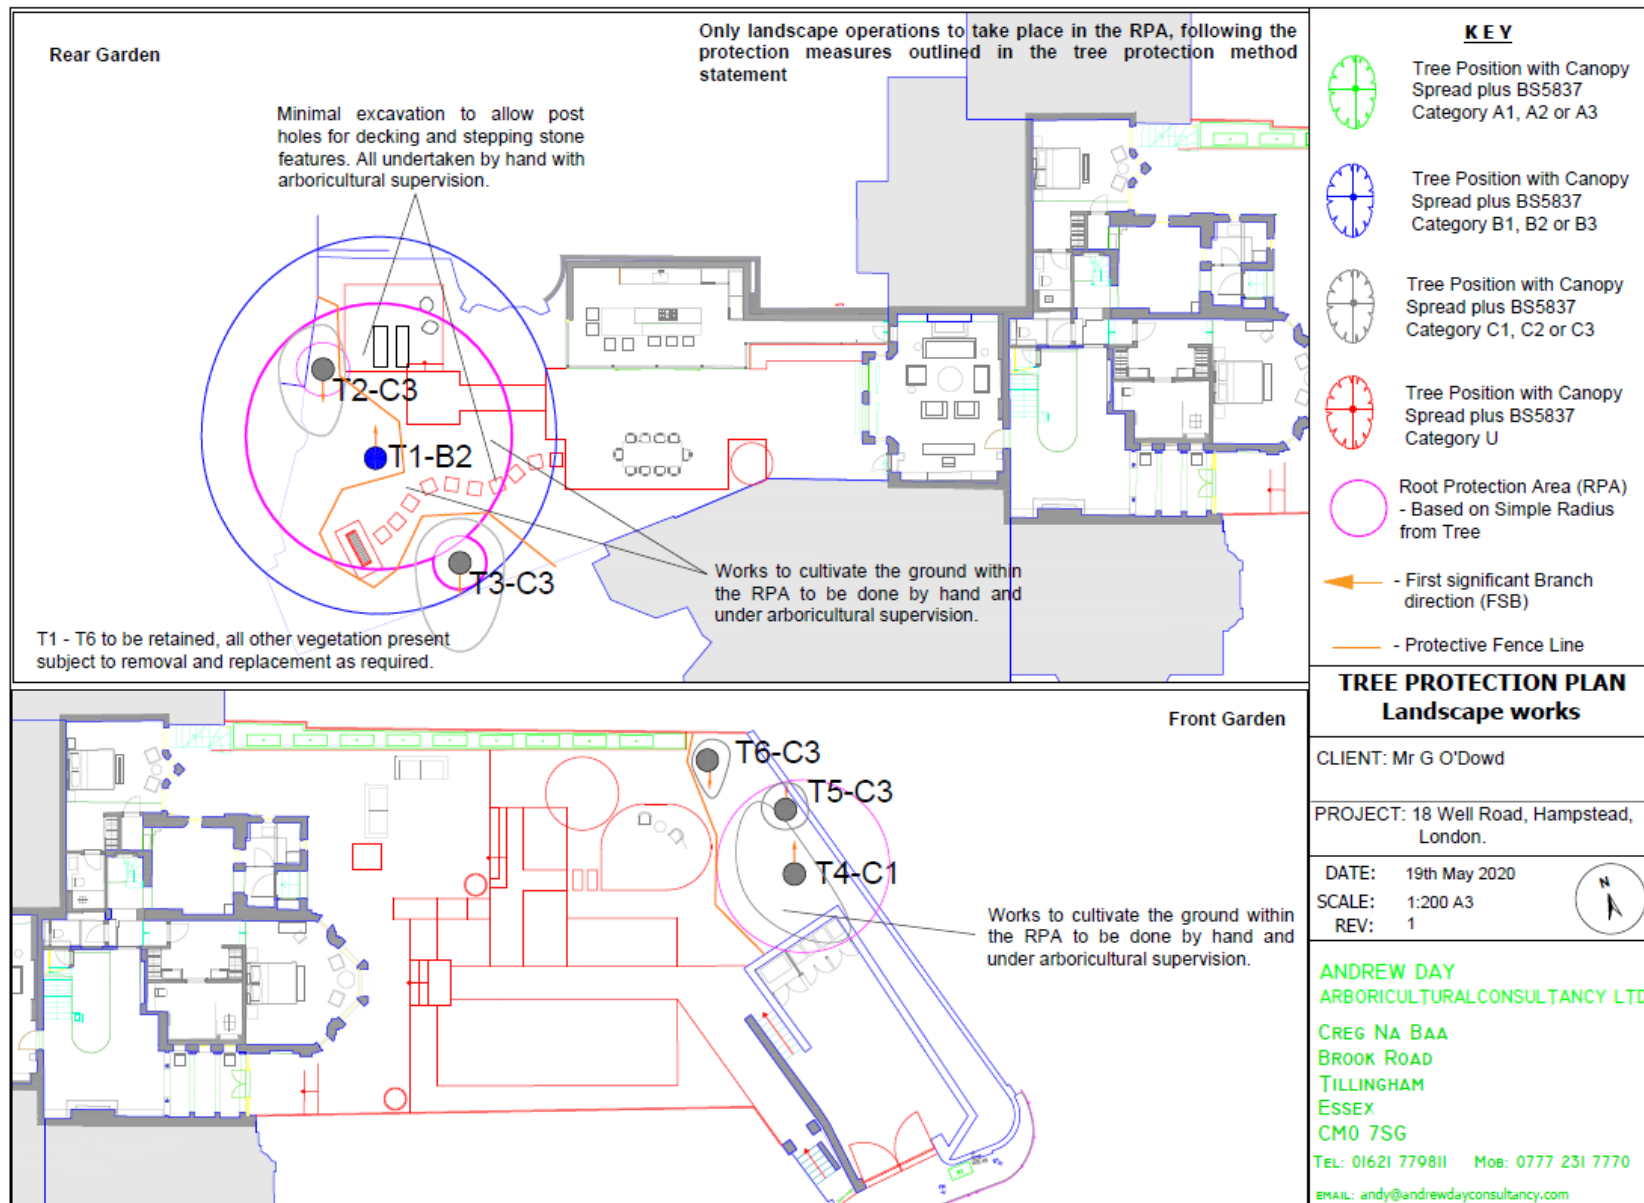 Rear Garden
Only landscape operations to take place in the RPA, following the
protection measures outlined in the tree protection method
statement
Minimal excavation to allow post
holes for decking and stepping stone
features. All undertaken by hand with
arboricultural supervision.
T2-C3
T1-B2
T3-C3
Works to cultivate the ground within
the RPA to be done by hand and
under arboricultural supervision.
T1 - T6 to be retained, all other vegetation present
subject to removal and replacement as required.
Front Garden
T6-C3
T5-C3
T4-C1
Works to cultivate the ground within
the RPA to be done by hand and
under arboricultural supervision.
KEY
Tree Position with Canopy
Spread plus BS5837
Category A1, A2 or A3
Tree Position with Canopy
Spread plus BS5837
Category B1, B2 or B3
Tree Position with Canopy
Spread plus BS5837
Category C1, C2 or C3
Tree Position with Canopy
Spread plus BS5837
Category U
Root Protection Area (RPA)
- Based on Simple Radius
from Tree
- First significant Branch
direction (FSB)
- Protective Fence Line
TREE PROTECTION PLAN
Landscape works
CLIENT: Mr G O'Dowd
PROJECT: 18 Well Road, Hampstead,
London.
DATE: 19th May 2020
SCALE: 1:200 A3
REV: 1
N
ANDREW DAY
ARBORICULTURAL CONSULTANCY LTD
CREG NA BAA
BROOK ROAD
TILLINGHAM
ESSEX
CM0 7SG
TEL: 01621 779811 MOB: 0777 231 7770
EMAIL: andy@andrewdayconsultancy.com